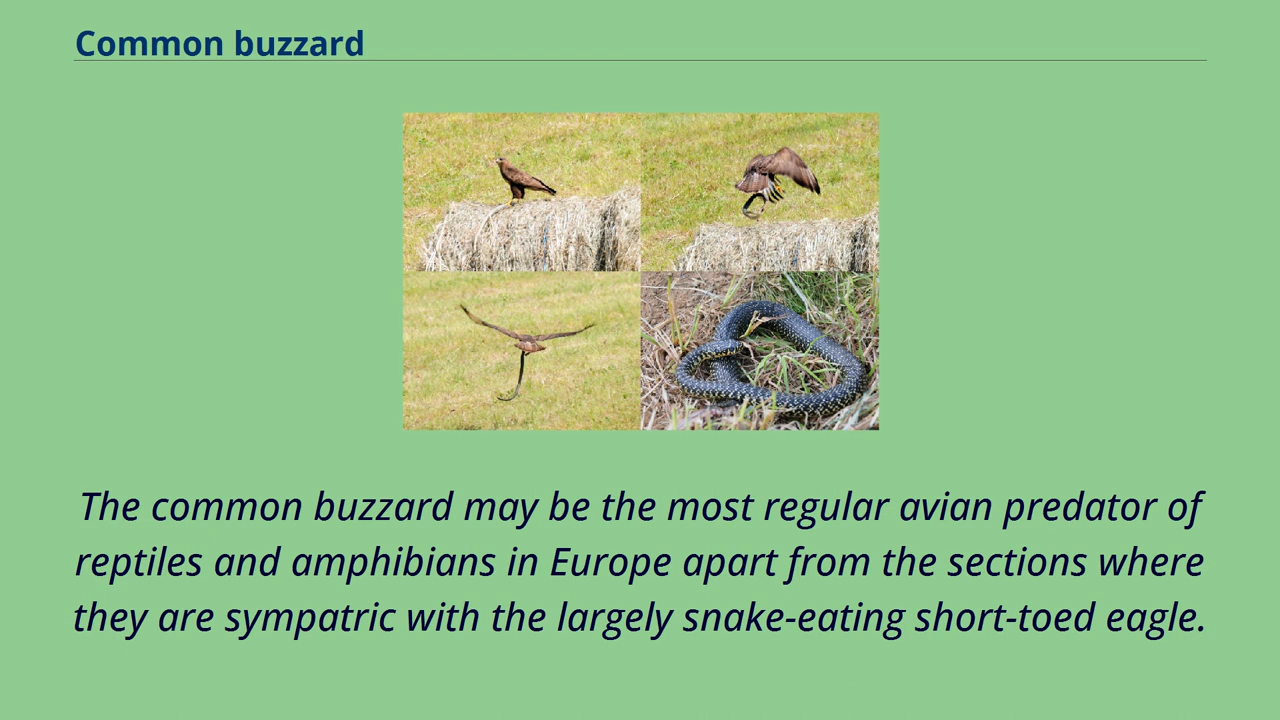 Common buzzard
The common buzzard may be the most regular avian predator of
reptiles and amphibians in Europe apart from the sections where
they are sympatric with the largely snake-eating short-toed eagle.